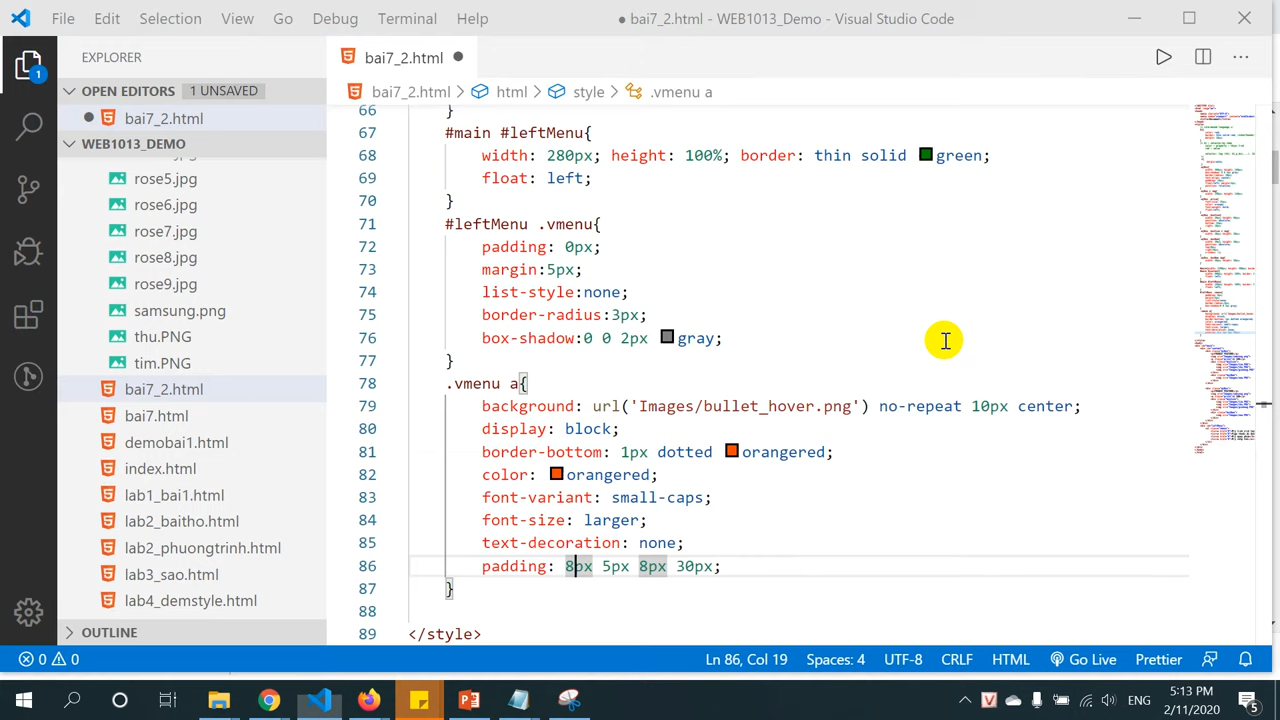 File Edit Selection View Go Debug Terminal Help ● bai7_2.html - WEB1013_Demo - Visual Studio Code
EXPLORER
OPEN EDITORS 1 UNSAVED
bai7_2.html
WEB1013_DEMO
rose5.jpg
rose6.jpg
rose7.jpg
rose8.jpg
rose9.jpg
samsung.png
thu.PNG
tim.PNG
bai7_2.html
bai7.html
demobai1.html
index.html
lab1_bai1.html
lab2_baitho.html
lab2_phuongtrinh.html
lab3_sao.html
lab4_demstyle.html
OUTLINE
1
bai7_2.html
bai7_2.html html style .vmenu a
66 }
67 #main #leftMenu{
68 width: 280px; height: 100%; border: thin solid green;
69 float: left;
70 }
71 #leftMenu .vmenu{
72 padding: 0px;
73 margin:5px;
74 list-style:none;
75 border-radius:3px;
76 box-shadow:0 0 2px gray;
77 }
78 .vmenu a{
79 background: url('Images/bullet_hover.png') no-repeat 10px center;
80 display: block;
81 border-bottom: 1px dotted orangered;
82 color: orangered;
83 font-variant: small-caps;
84 font-size: larger;
85 text-decoration: none;
86 padding: 8px 5px 8px 30px;
87 }
88
89 </style>
0 0 Ln 86, Col 19 Spaces: 4 UTF-8 CRLF HTML Go Live Prettier
ENG
5:13 PM
2/11/2020
5